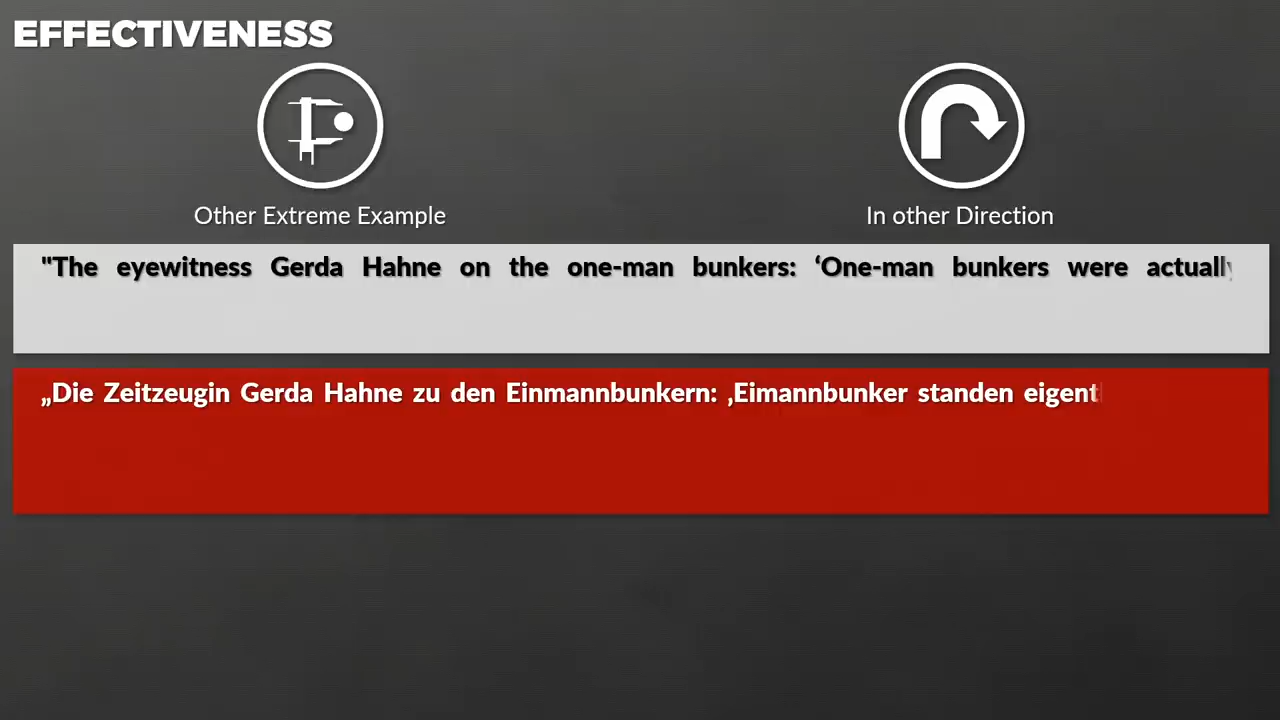 EFFECTIVENESS
Other Extreme Example
In other Direction
"The eyewitness Gerda Hahne on the one-man bunkers: ‘One-man bunkers were actually
„Die Zeitzeugin Gerda Hahne zu den Einmannbunkern: ‚Eimannbunker standen eigent